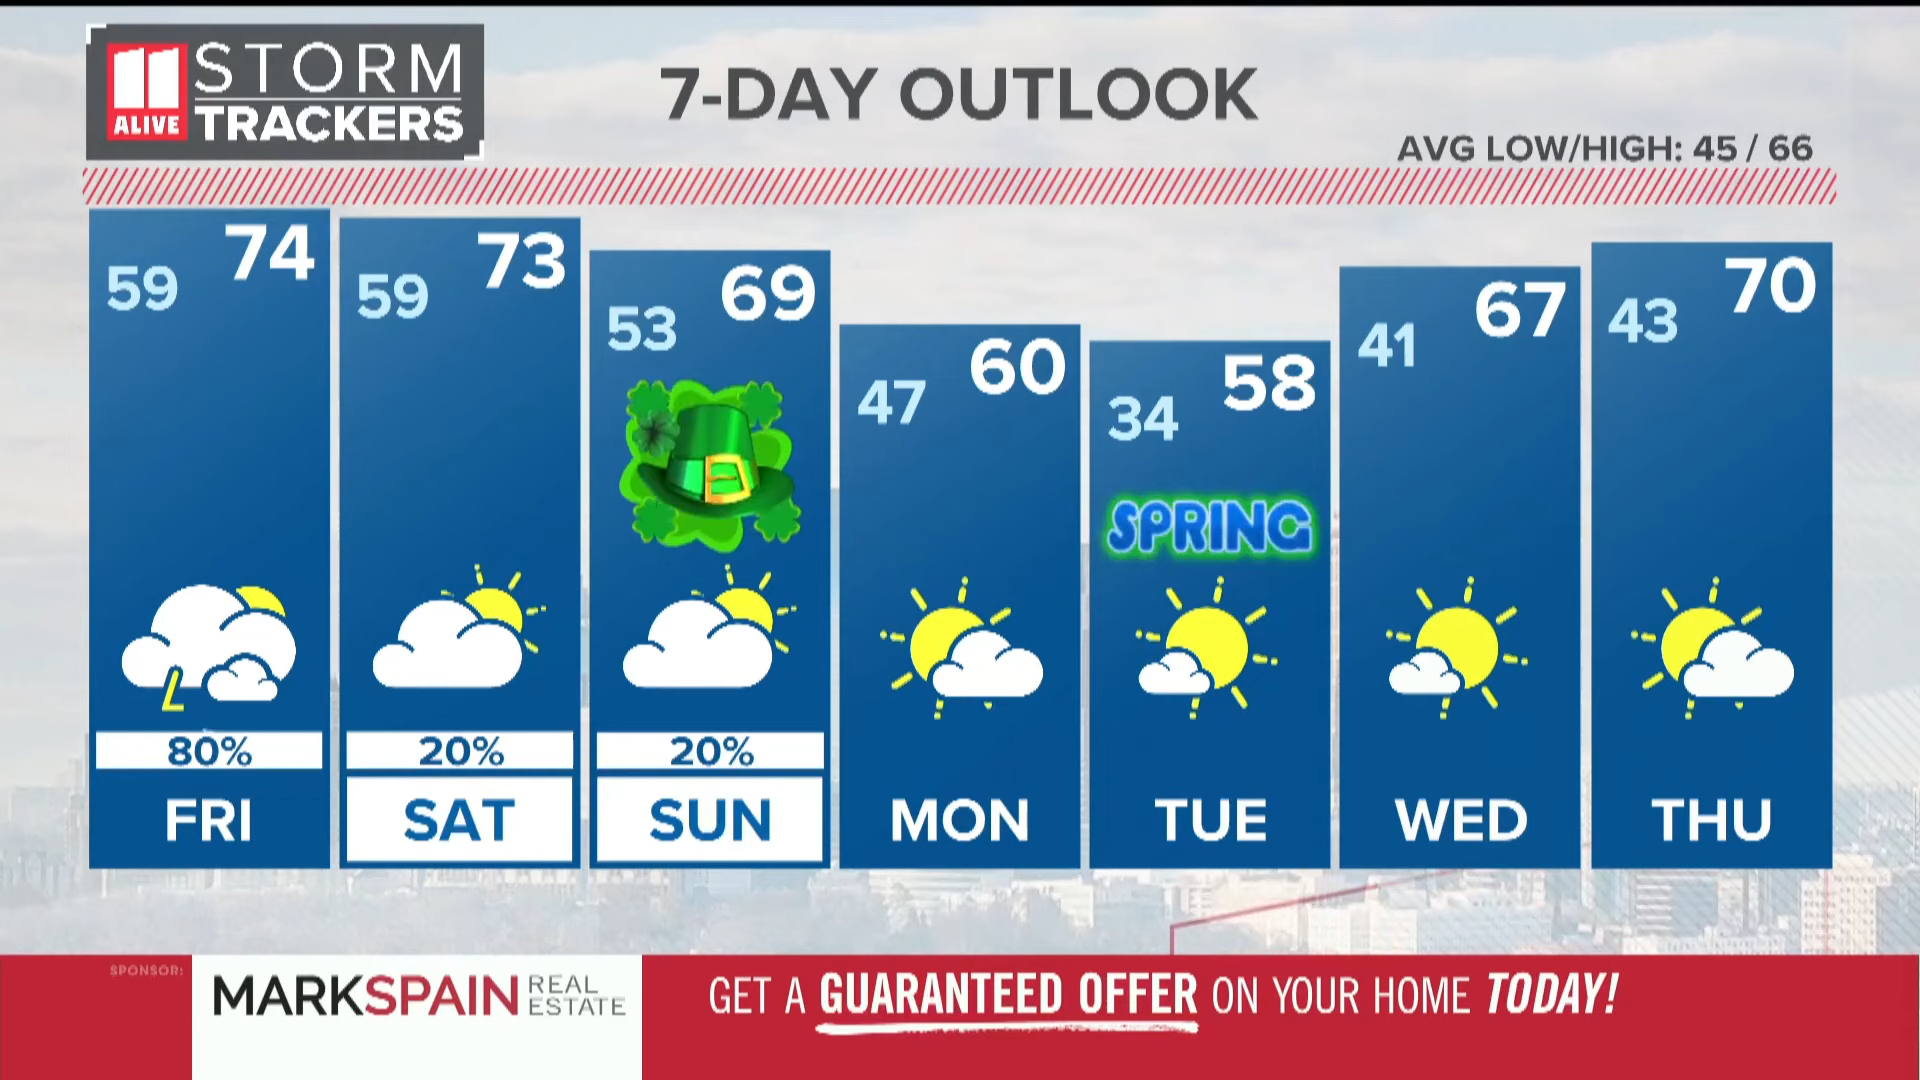 11 ALIVE
STORM
TRACKERS
7-DAY OUTLOOK
AVG LOW/HIGH: 45 / 66
59 74
59 73
53 69
47 60
34 58
41 67
43 70
SPRING
80% 20% 20%
FRI SAT SUN MON TUE WED THU
SPONSOR:
MARKSPAIN REAL ESTATE
GET A GUARANTEED OFFER ON YOUR HOME TODAY!